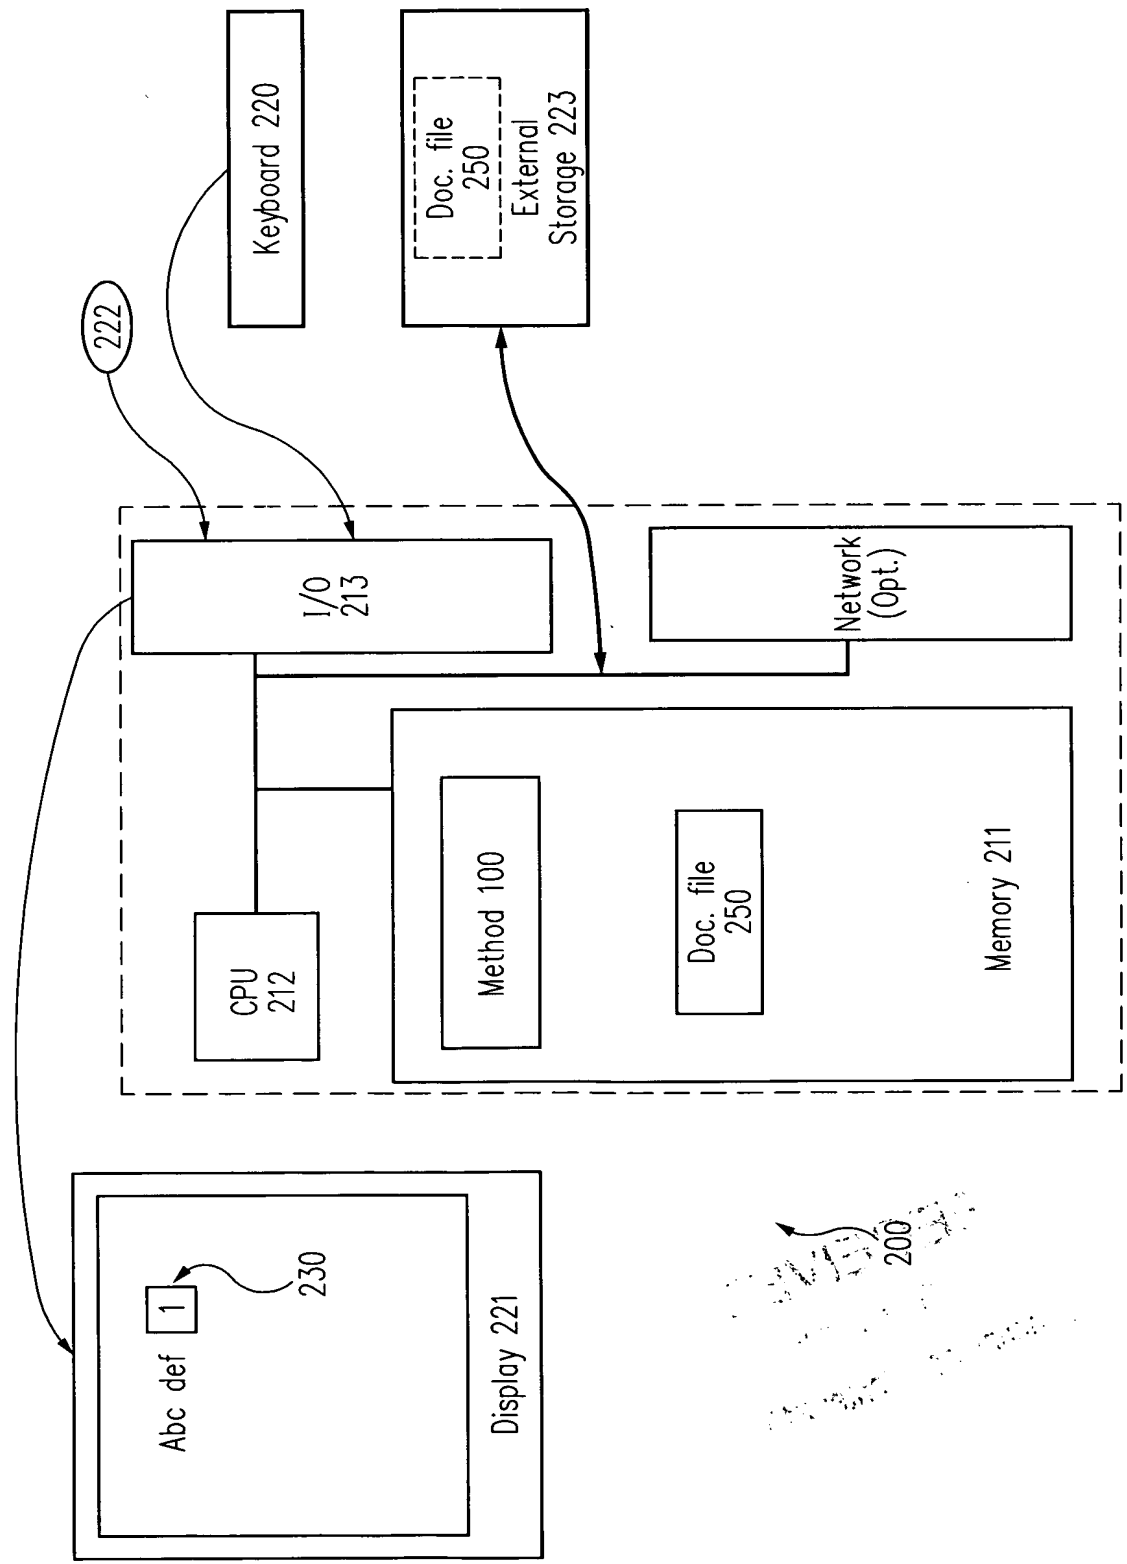 Abc def 1
230
Display 221
CPU
212
Method 100
Doc. file
250
Memory 211
I/O
213
Network
(Opt.)
222
Keyboard 220
Doc. file
250
External
Storage 223
200